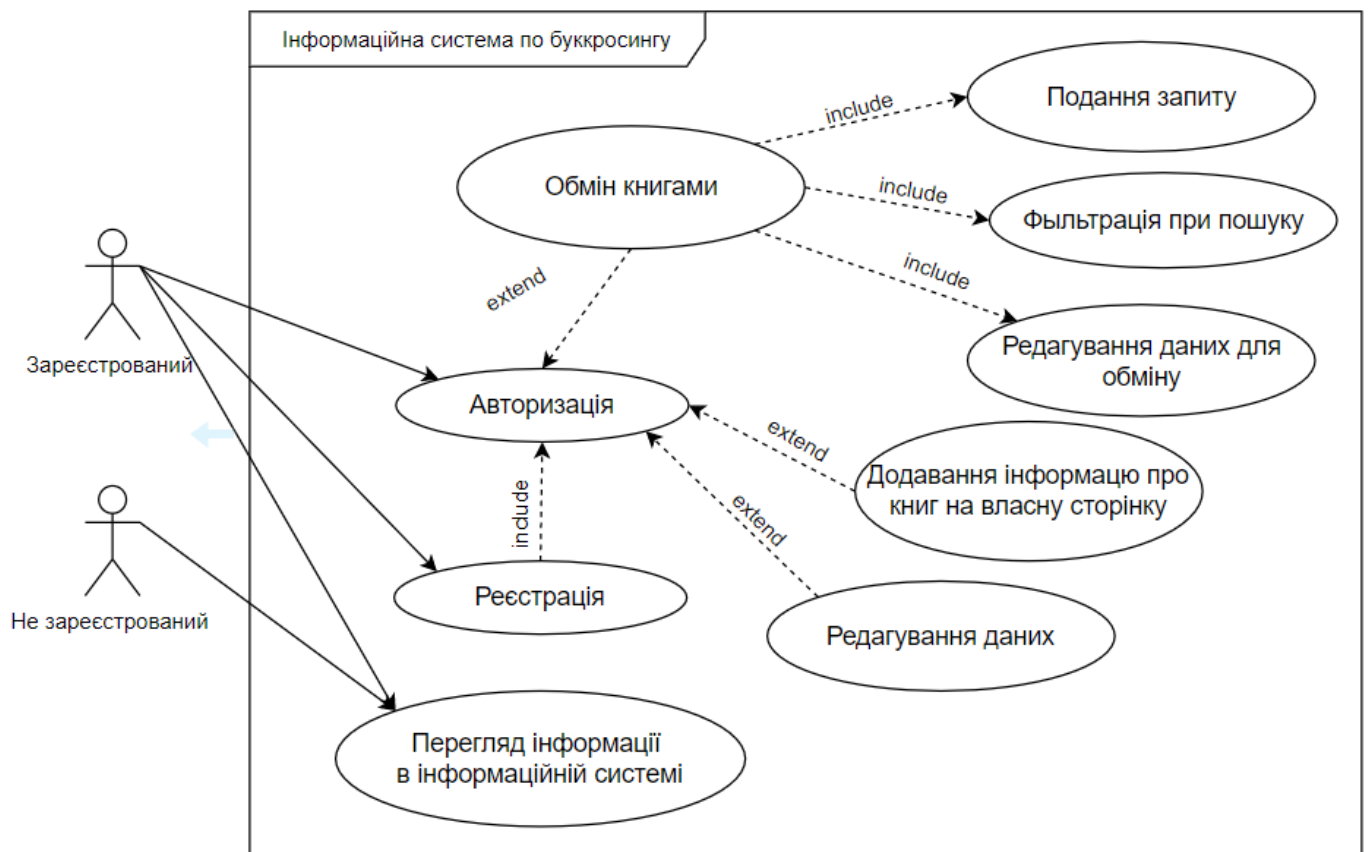 Інформаційна система по буккросингу
Подання запиту
include
Обмін книгами
include
Фыльтрація при пошуку
include
extend
Редагування даних для
обміну
Зареєстрований
Авторизація
extend
Додавання інформацю про
книг на власну сторінку
extend
include
Реєстрація
Не зареєстрований
Редагування даних
Перегляд інформації
в інформаційній системі